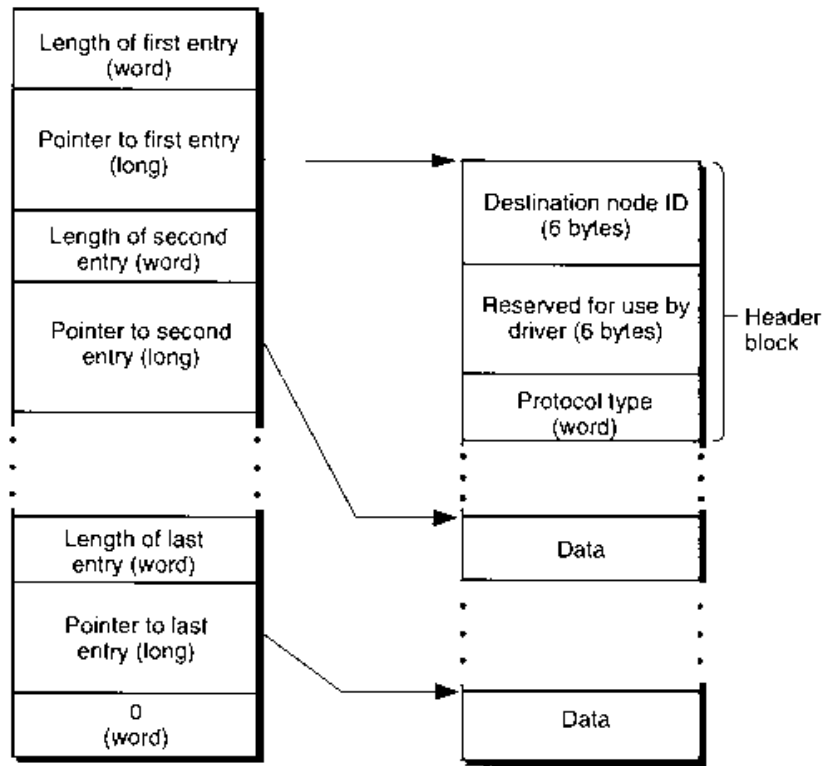 Length of first entry
(word)
Pointer to first entry
(long)
Length of second
entry (word)
Pointer to second
entry (long)
Length of last
entry (word)
Pointer to last
entry (long)
0
(word)
Destination node ID
(6 bytes)
Reserved for use by
driver (6 bytes)
Protocol type
(word)
Header
block
Data
Data